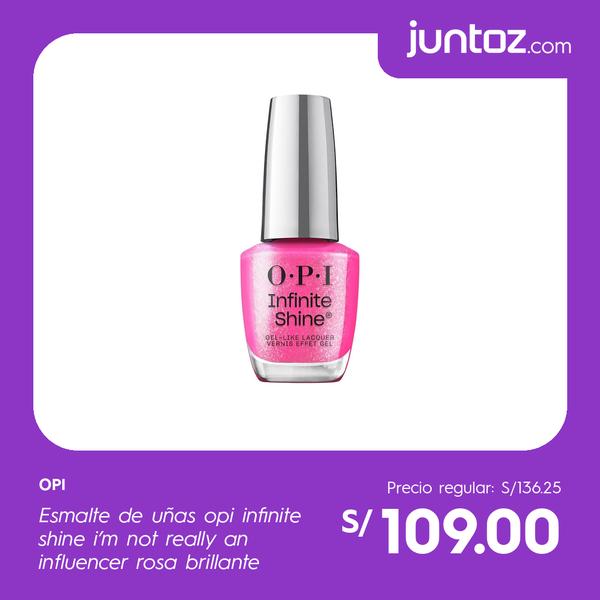 juntoz.com
O·P·I
Infinite
Shine®
GEL-LIKE LACQUER
VERNIS EFFET GEL
OPI
Esmalte de uñas opi infinite
shine i'm not really an
influencer rosa brillante
Precio regular: S/136.25
S/109.00